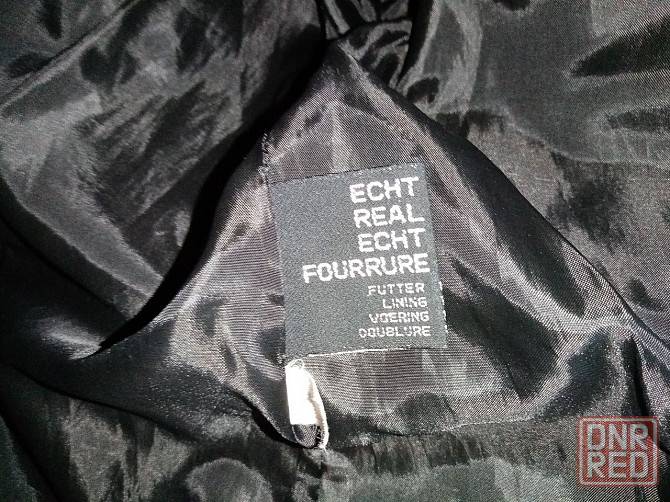 ECHT
REAL
ECHT
FOURRURE
FUTTER
LINING
VOERING
DOUBLURE
DNR
RED